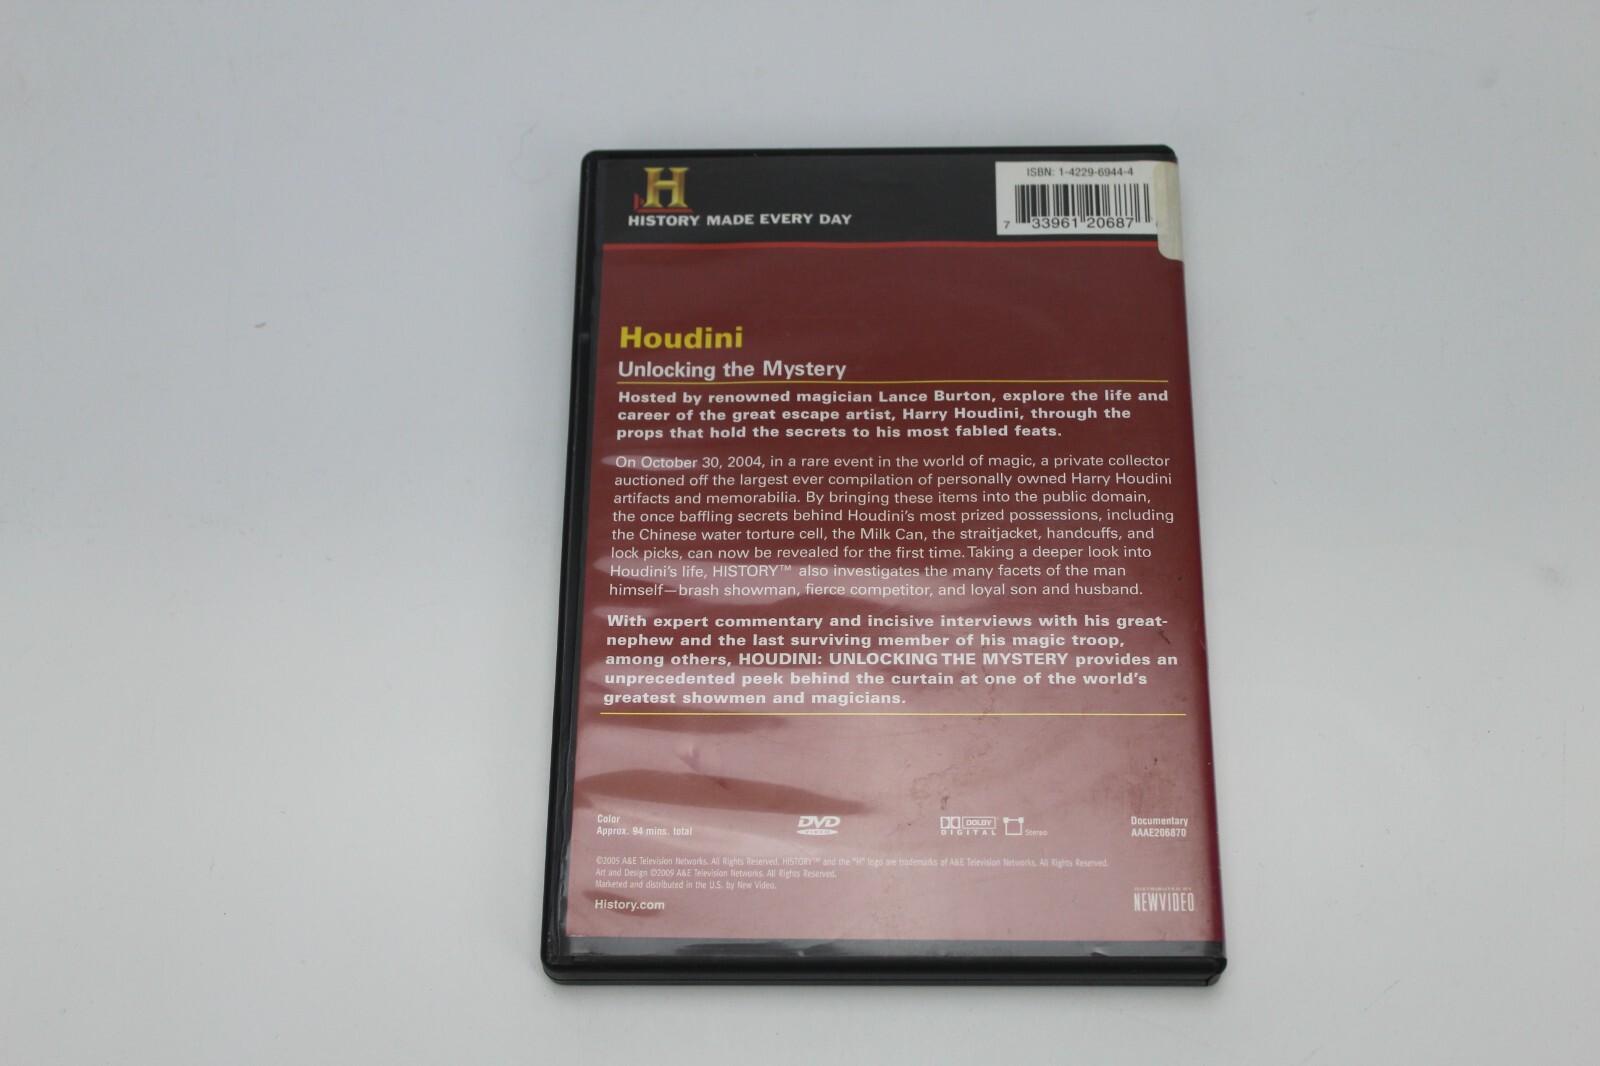 H
HISTORY MADE EVERY DAY
ISBN: 1-4229-6944-4
7 33961 20687
Houdini
Unlocking the Mystery
Hosted by renowned magician Lance Burton, explore the life and
career of the great escape artist, Harry Houdini, through the
props that hold the secrets to his most fabled feats.
On October 30, 2004, in a rare event in the world of magic, a private collector
auctioned off the largest ever compilation of personally owned Harry Houdini
artifacts and memorabilia. By bringing these items into the public domain,
the once baffling secrets behind Houdini's most prized possessions, including
the Chinese water torture cell, the Milk Can, the straitjacket, handcuffs, and
lock picks, can now be revealed for the first time. Taking a deeper look into
Houdini's life, HISTORY™ also investigates the many facets of the man
himself—brash showman, fierce competitor, and loyal son and husband.
With expert commentary and incisive interviews with his great-
nephew and the last surviving member of his magic troop,
among others, HOUDINI: UNLOCKING THE MYSTERY provides an
unprecedented peek behind the curtain at one of the world's
greatest showmen and magicians.
Color
Approx. 94 mins. total
DVD
VIDEO
DOLBY
DIGITAL
Stereo
Documentary
AAAE206870
©2005 A&E Television Networks. All Rights Reserved. HISTORY™ and the "H" logo are trademarks of A&E Television Networks. All Rights Reserved.
Art and Design ©2009 A&E Television Networks. All Rights Reserved.
Marketed and distributed in the U.S. by New Video.
History.com
DISTRIBUTED BY
NEWVIDEO